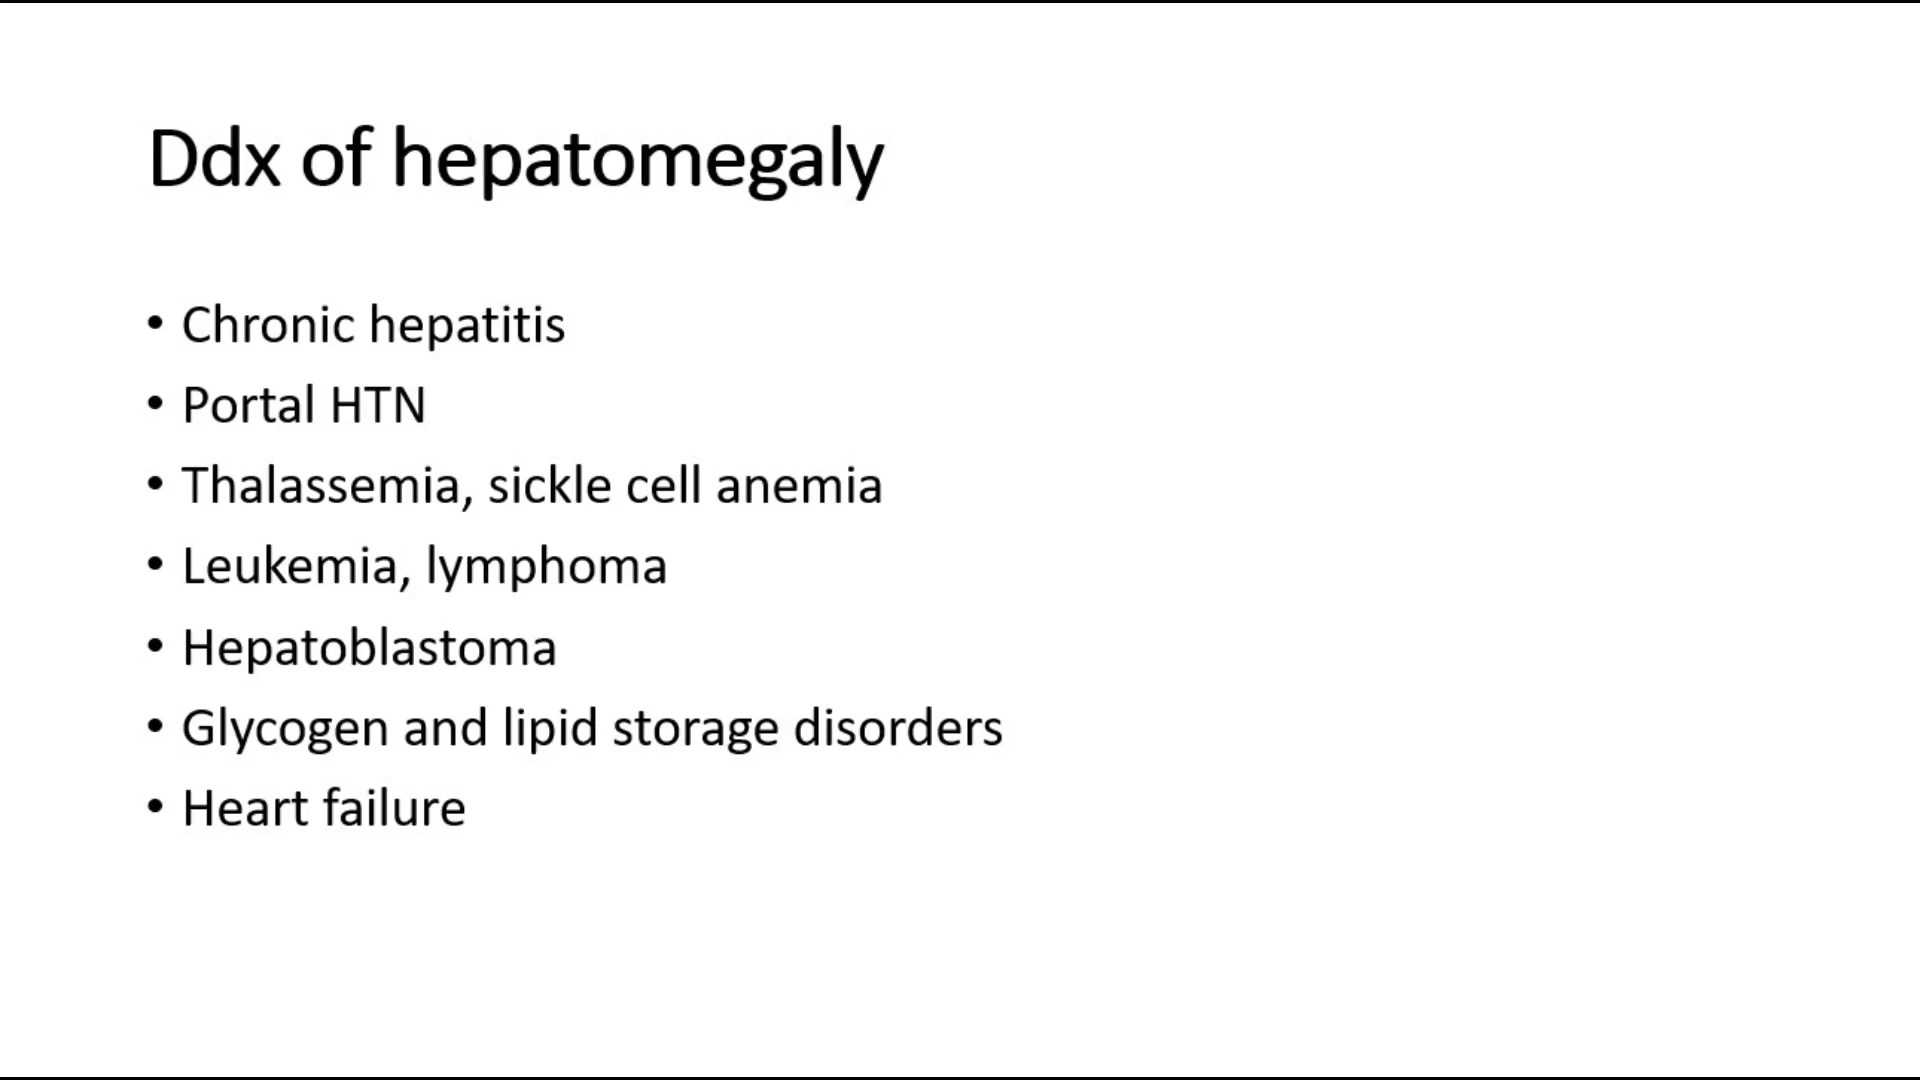 Ddx of hepatomegaly
• Chronic hepatitis
• Portal HTN
• Thalassemia, sickle cell anemia
• Leukemia, lymphoma
• Hepatoblastoma
• Glycogen and lipid storage disorders
• Heart failure